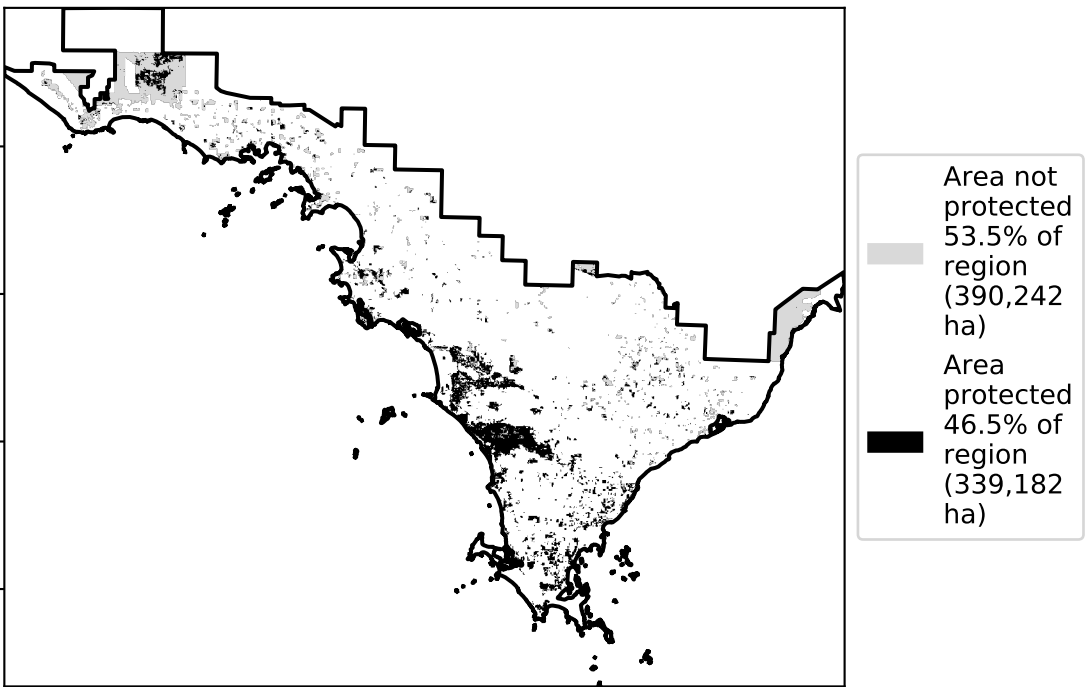 Area not
protected
53.5% of
region
(390,242
ha)
Area
protected
46.5% of
region
(339,182
ha)